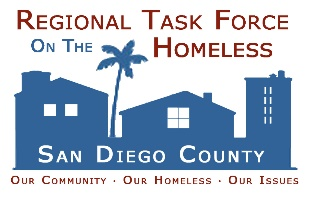 REGIONAL TASK FORCE
ON THE HOMELESS
SAN DIEGO COUNTY
OUR COMMUNITY · OUR HOMELESS · OUR ISSUES